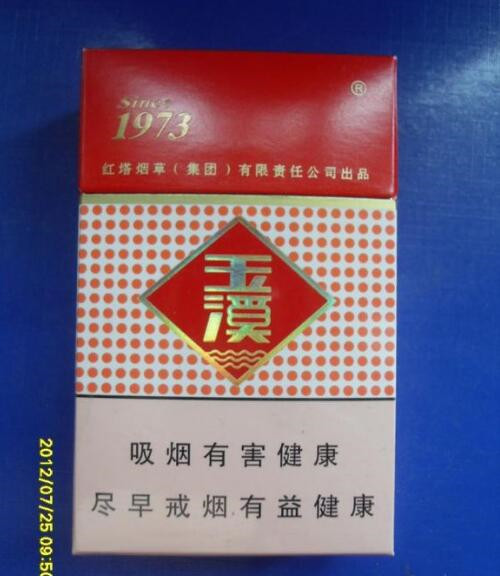 Since
1973
®
红塔烟草（集团）有限责任公司出品
玉
溪
吸烟有害健康
尽早戒烟有益健康
2012/07/25 09:50